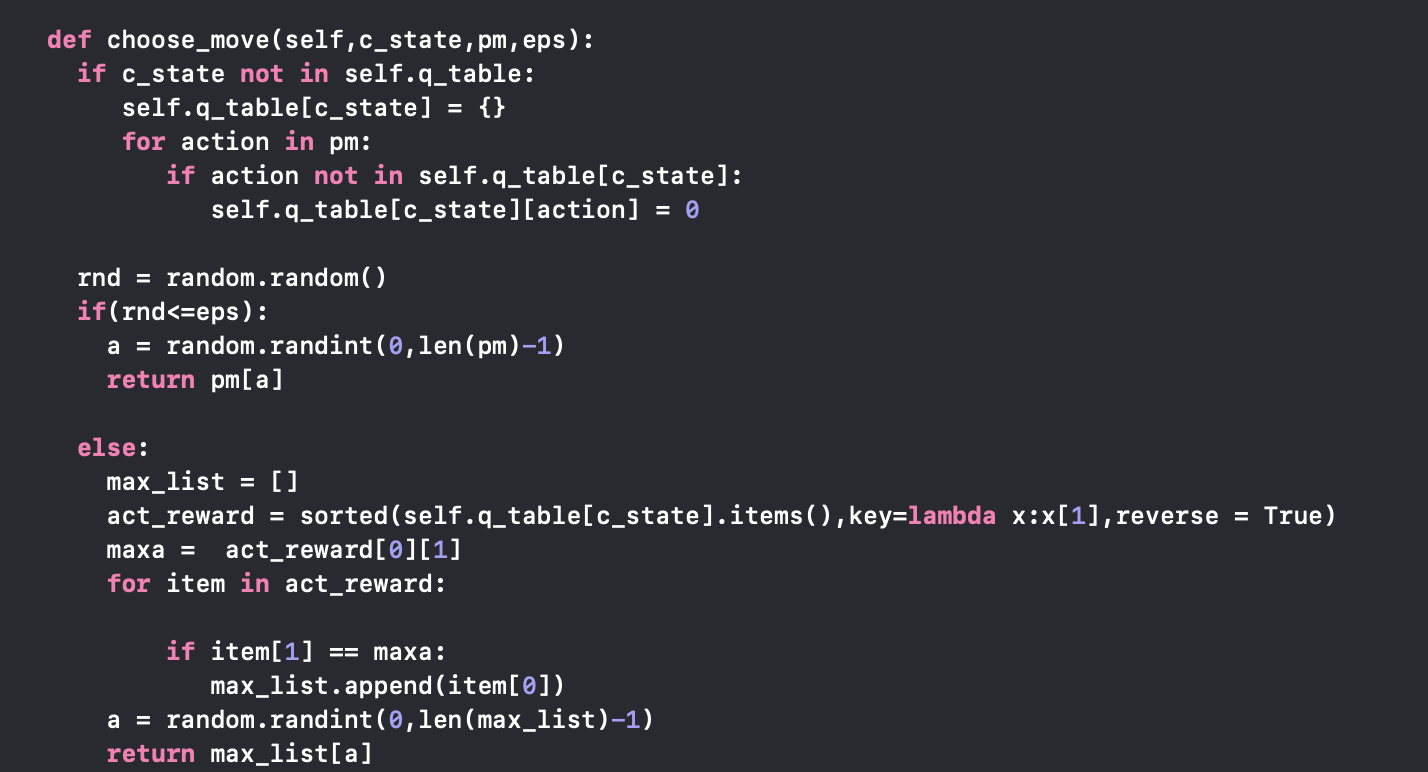 def choose_move(self,c_state,pm,eps):
  if c_state not in self.q_table:
     self.q_table[c_state] = {}
     for action in pm:
        if action not in self.q_table[c_state]:
           self.q_table[c_state][action] = 0

  rnd = random.random()
  if(rnd<=eps):
    a = random.randint(0,len(pm)-1)
    return pm[a]

  else:
    max_list = []
    act_reward = sorted(self.q_table[c_state].items(),key=lambda x:x[1],reverse = True)
    maxa =  act_reward[0][1]
    for item in act_reward:

        if item[1] == maxa:
           max_list.append(item[0])
    a = random.randint(0,len(max_list)-1)
    return max_list[a]